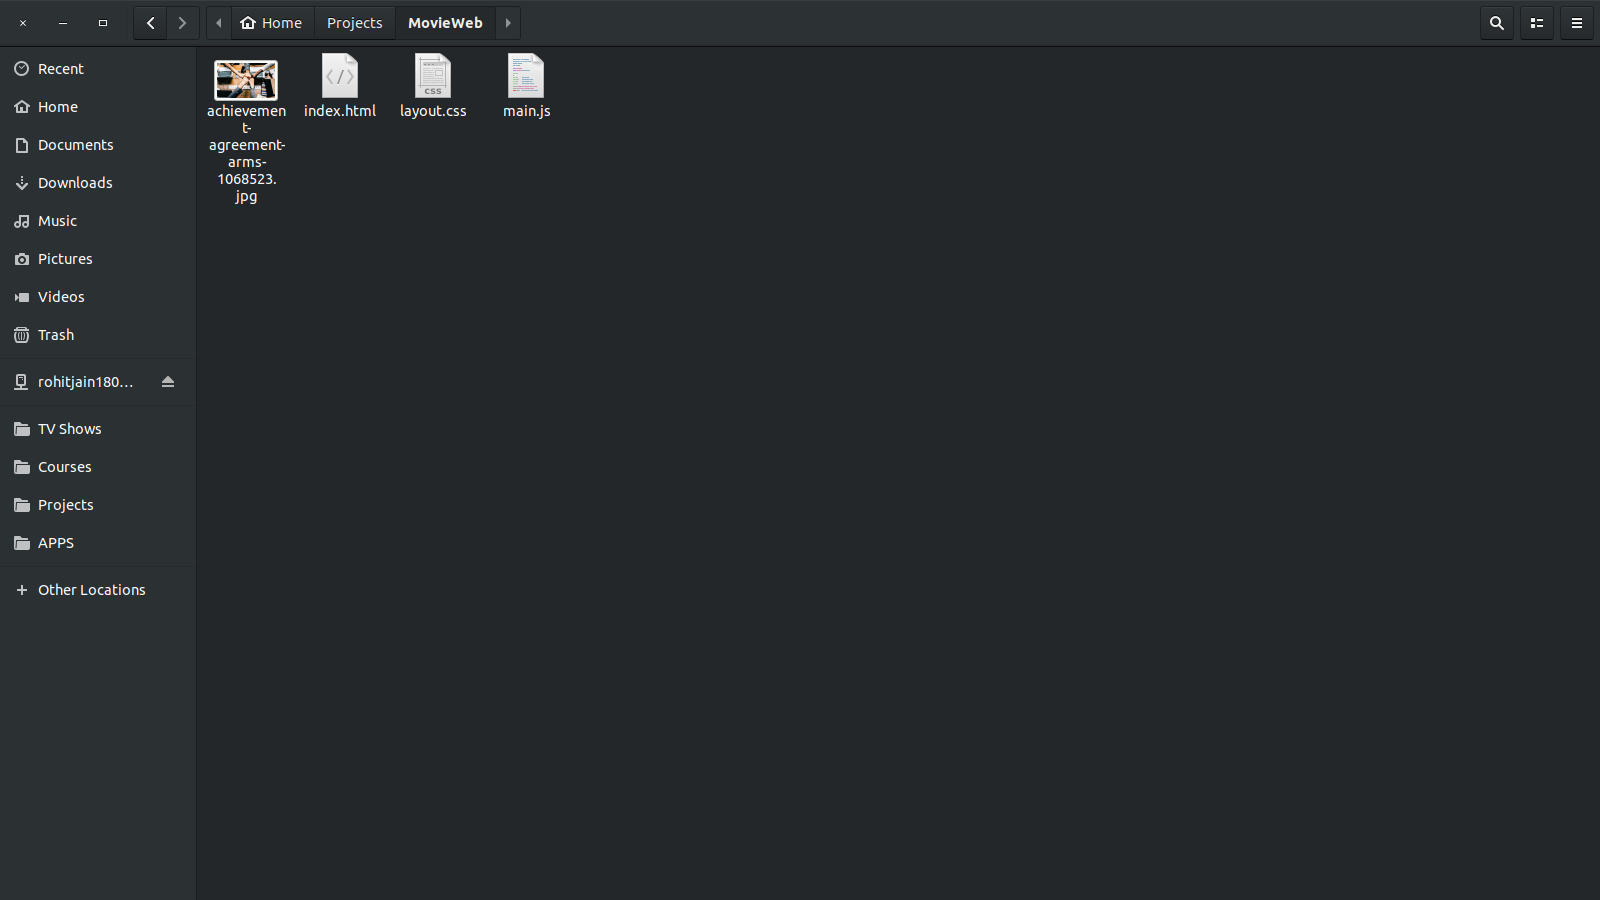 Home Projects MovieWeb
Recent
Home
Documents
Downloads
Music
Pictures
Videos
Trash
rohitjain180...
TV Shows
Courses
Projects
APPS
Other Locations
achievemen
t-
agreement-
arms-
1068523.
jpg
index.html
layout.css
css
main.js